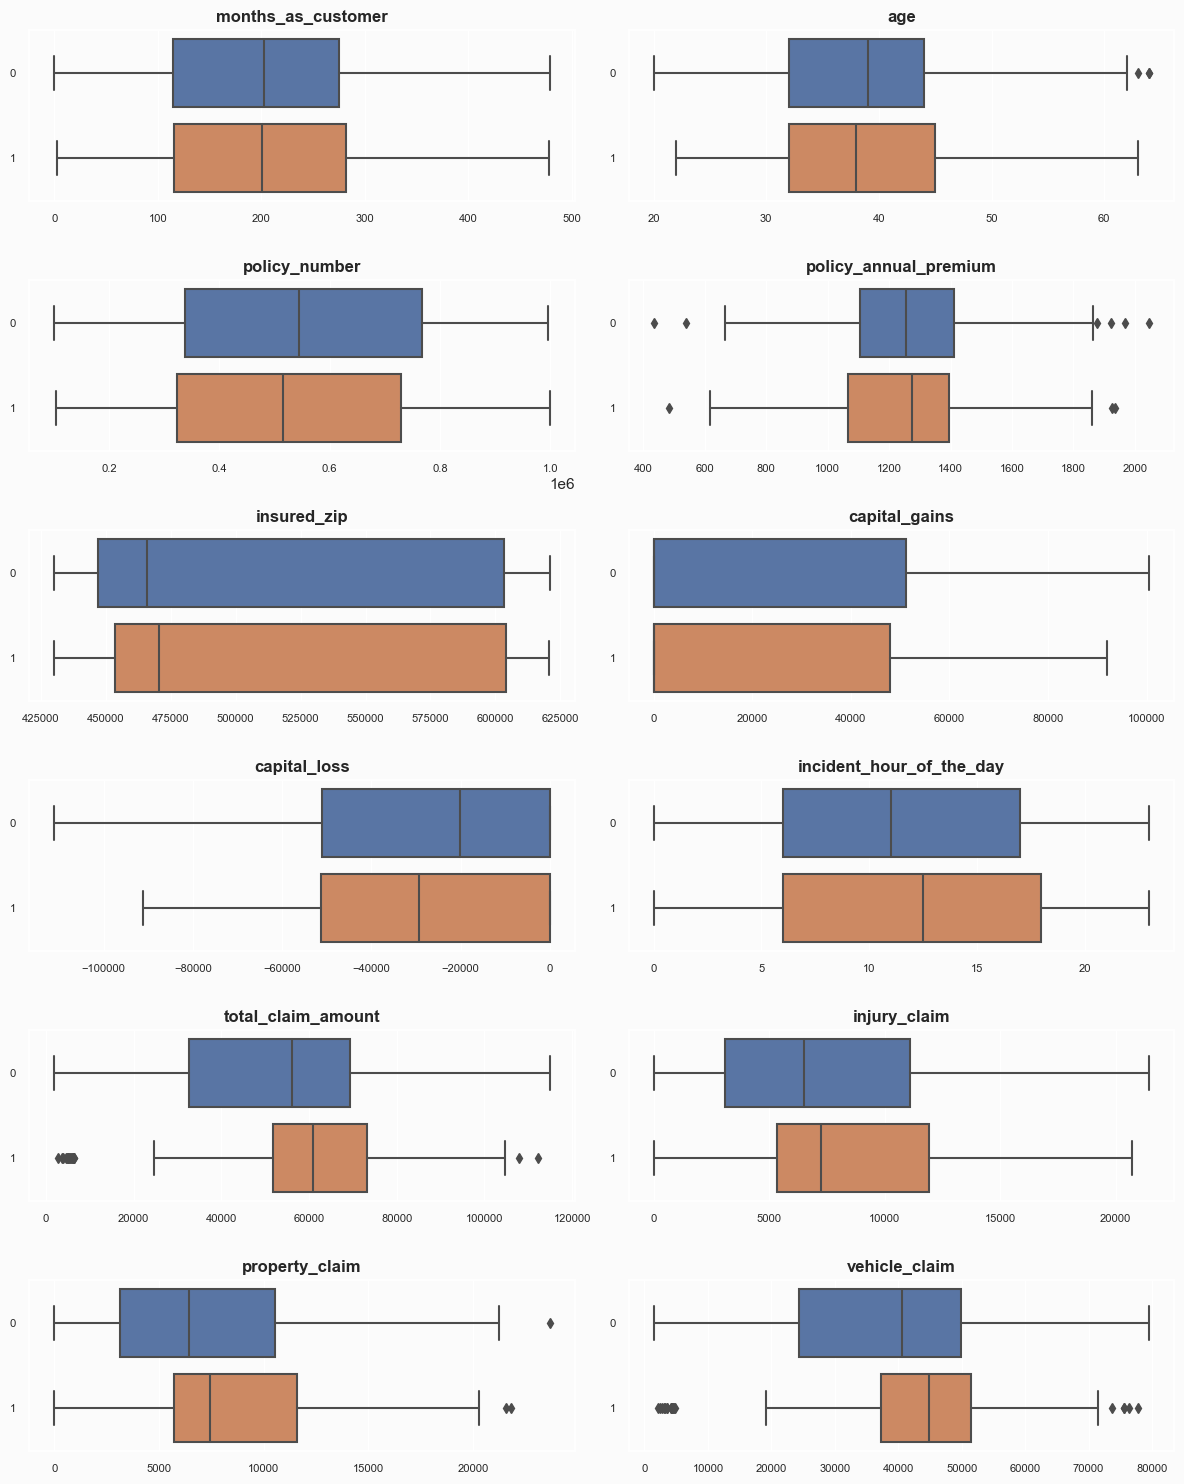 months_as_customer
0
1
0 100 200 300 400 500
age
0
1
20 30 40 50 60
policy_number
0
1
0.2 0.4 0.6 0.8 1.0
1e6
policy_annual_premium
0
1
400 600 800 1000 1200 1400 1600 1800 2000
insured_zip
0
1
425000 450000 475000 500000 525000 550000 575000 600000 625000
capital_gains
0
1
0 20000 40000 60000 80000 100000
capital_loss
0
1
−100000 −80000 −60000 −40000 −20000 0
incident_hour_of_the_day
0
1
0 5 10 15 20
total_claim_amount
0
1
0 20000 40000 60000 80000 100000 120000
injury_claim
0
1
0 5000 10000 15000 20000
property_claim
0
1
0 5000 10000 15000 20000
vehicle_claim
0
1
0 10000 20000 30000 40000 50000 60000 70000 80000